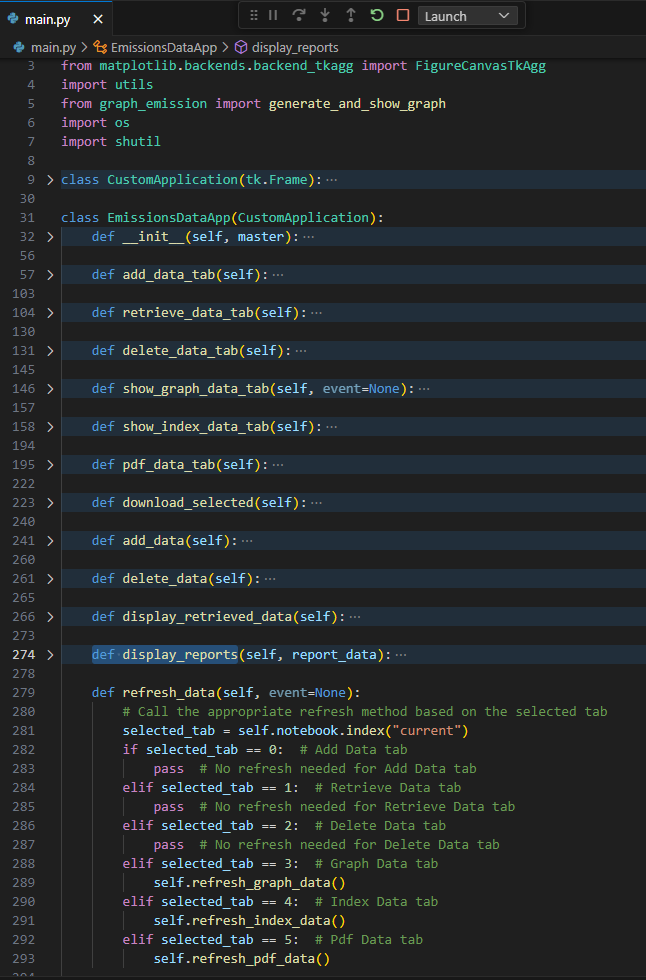 main.py ×
Launch
main.py > EmissionsDataApp > display_reports
3 from matplotlib.backends.backend_tkagg import FigureCanvasTkAgg
4 import utils
5 from graph_emission import generate_and_show_graph
6 import os
7 import shutil
8
9 > class CustomApplication(tk.Frame): ···
30
31 class EmissionsDataApp(CustomApplication):
32 > def __init__(self, master): ···
56
57 > def add_data_tab(self): ···
103
104 > def retrieve_data_tab(self): ···
130
131 > def delete_data_tab(self): ···
145
146 > def show_graph_data_tab(self, event=None): ···
157
158 > def show_index_data_tab(self): ···
194
195 > def pdf_data_tab(self): ···
222
223 > def download_selected(self): ···
240
241 > def add_data(self): ···
260
261 > def delete_data(self): ···
265
266 > def display_retrieved_data(self): ···
273
274 > def·display_reports(self, report_data): ···
278
279 def refresh_data(self, event=None):
280 # Call the appropriate refresh method based on the selected tab
281 selected_tab = self.notebook.index("current")
282 if selected_tab == 0:  # Add Data tab
283 pass  # No refresh needed for Add Data tab
284 elif selected_tab == 1:  # Retrieve Data tab
285 pass  # No refresh needed for Retrieve Data tab
286 elif selected_tab == 2:  # Delete Data tab
287 pass  # No refresh needed for Delete Data tab
288 elif selected_tab == 3:  # Graph Data tab
289 self.refresh_graph_data()
290 elif selected_tab == 4:  # Index Data tab
291 self.refresh_index_data()
292 elif selected_tab == 5:  # Pdf Data tab
293 self.refresh_pdf_data()